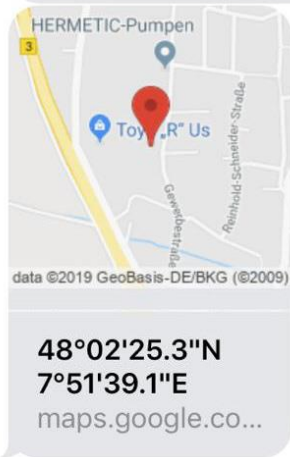 HERMETIC-Pumpen
3
Toys „R“ Us
Gewerbestraße
Reinhold-Schneider-Straße
data ©2019 GeoBasis-DE/BKG (©2009)
48°02'25.3"N
7°51'39.1"E
maps.google.co...